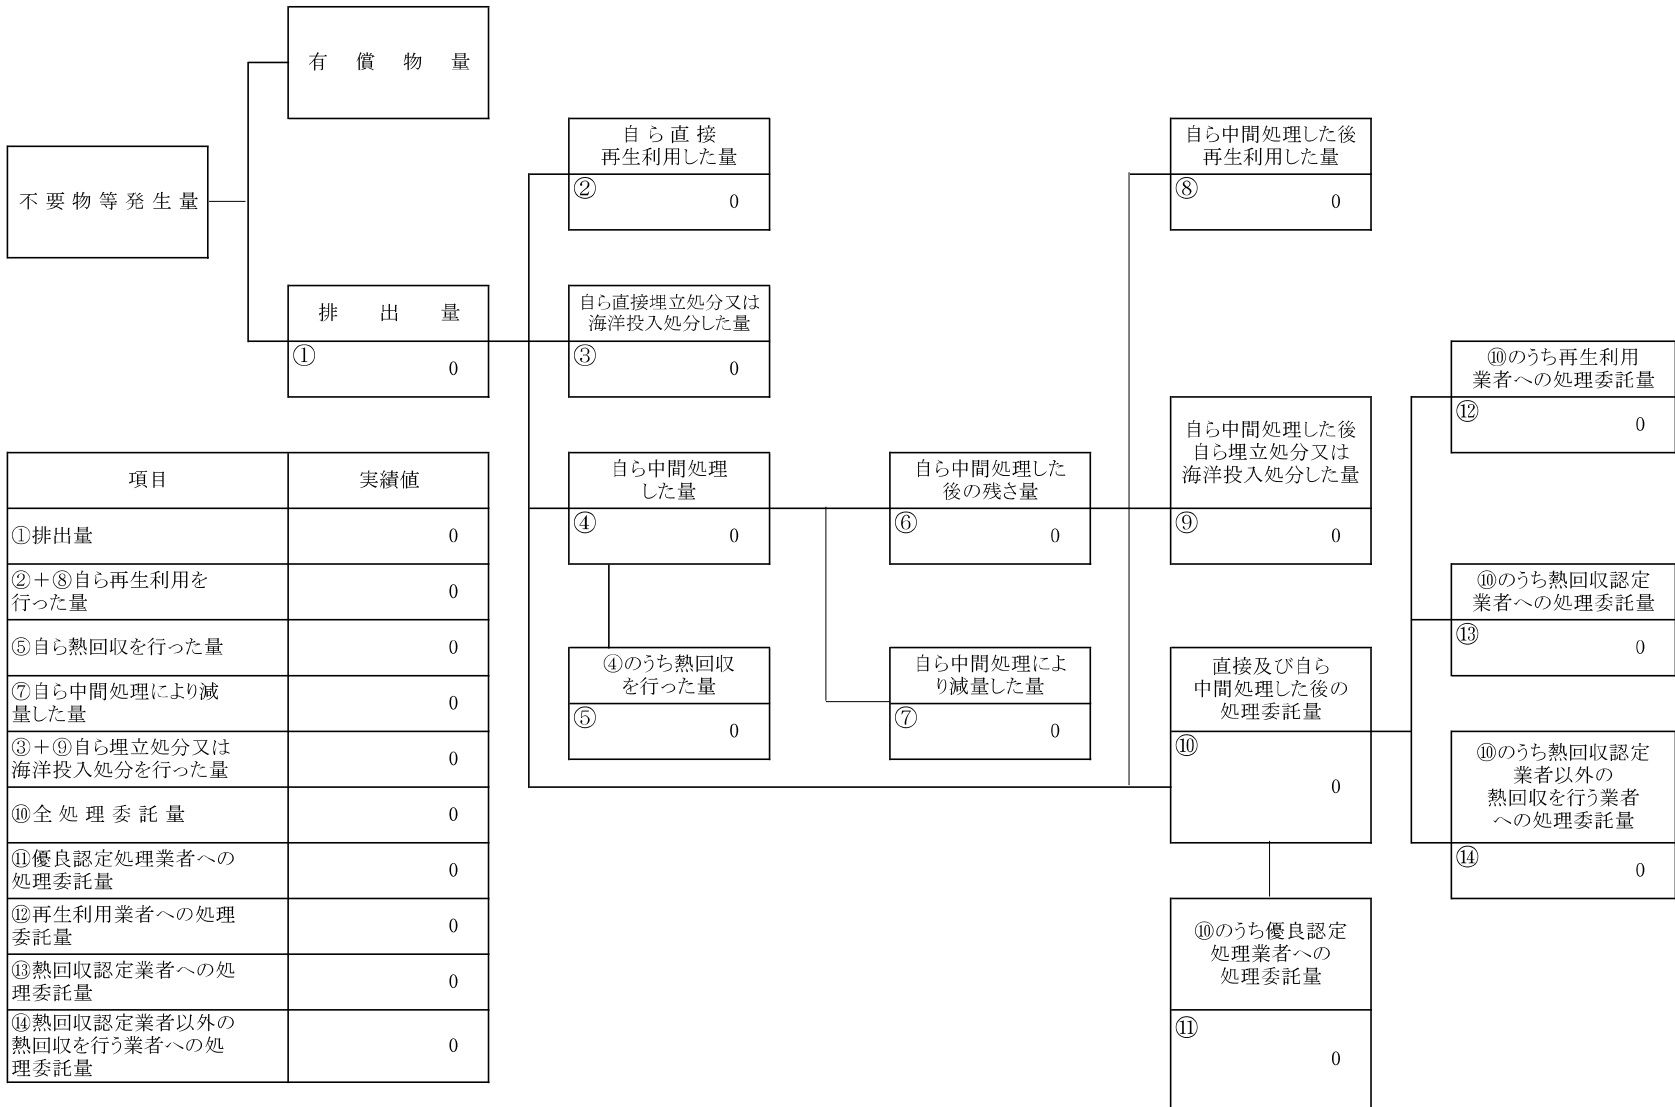 有償物量
不要物等発生量
排出量
①
0
自ら直接
再生利用した量
②
0
自ら直接埋立処分又は
海洋投入処分した量
③
0
自ら中間処理
した量
④
0
④のうち熱回収
を行った量
⑤
0
自ら中間処理した
後の残さ量
⑥
0
自ら中間処理によ
り減量した量
⑦
0
自ら中間処理した後
再生利用した量
⑧
0
自ら中間処理した後
自ら埋立処分又は
海洋投入処分した量
⑨
0
直接及び自ら
中間処理した後の
処理委託量
⑩
0
⑩のうち優良認定
処理業者への
処理委託量
⑪
0
⑩のうち再生利用
業者への処理委託量
⑫
0
⑩のうち熱回収認定
業者への処理委託量
⑬
0
⑩のうち熱回収認定
業者以外の
熱回収を行う業者
への処理委託量
⑭
0
項目 実績値
①排出量 0
②+⑧自ら再生利用を
行った量 0
⑤自ら熱回収を行った量 0
⑦自ら中間処理により減
量した量 0
③+⑨自ら埋立処分又は
海洋投入処分を行った量 0
⑩全処理委託量 0
⑪優良認定処理業者への
処理委託量 0
⑫再生利用業者への処理
委託量 0
⑬熱回収認定業者への処
理委託量 0
⑭熱回収認定業者以外の
熱回収を行う業者への処
理委託量 0